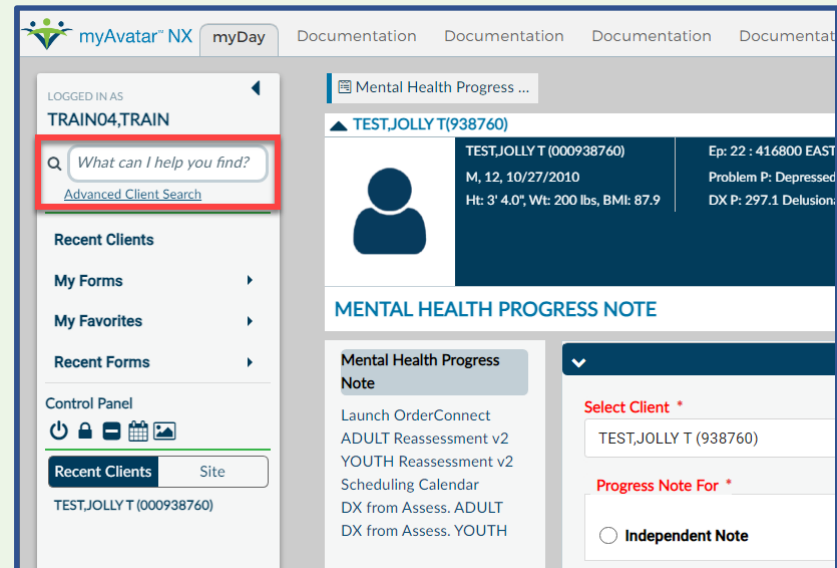 myAvatar™ NX
myDay
Documentation
Documentation
Documentation
Documentat
LOGGED IN AS
TRAIN04,TRAIN
What can I help you find?
Advanced Client Search
Recent Clients
My Forms
My Favorites
Recent Forms
Control Panel
Recent Clients
Site
TEST,JOLLY T (000938760)
Mental Health Progress ...
TEST,JOLLY T(938760)
TEST,JOLLY T (000938760)
M, 12, 10/27/2010
Ht: 3' 4.0", Wt: 200 lbs, BMI: 87.9
Ep: 22 : 416800 EAST
Problem P: Depressed
DX P: 297.1 Delusion
MENTAL HEALTH PROGRESS NOTE
Mental Health Progress
Note
Launch OrderConnect
ADULT Reassessment v2
YOUTH Reassessment v2
Scheduling Calendar
DX from Assess. ADULT
DX from Assess. YOUTH
Select Client *
TEST,JOLLY T (938760)
Progress Note For *
Independent Note